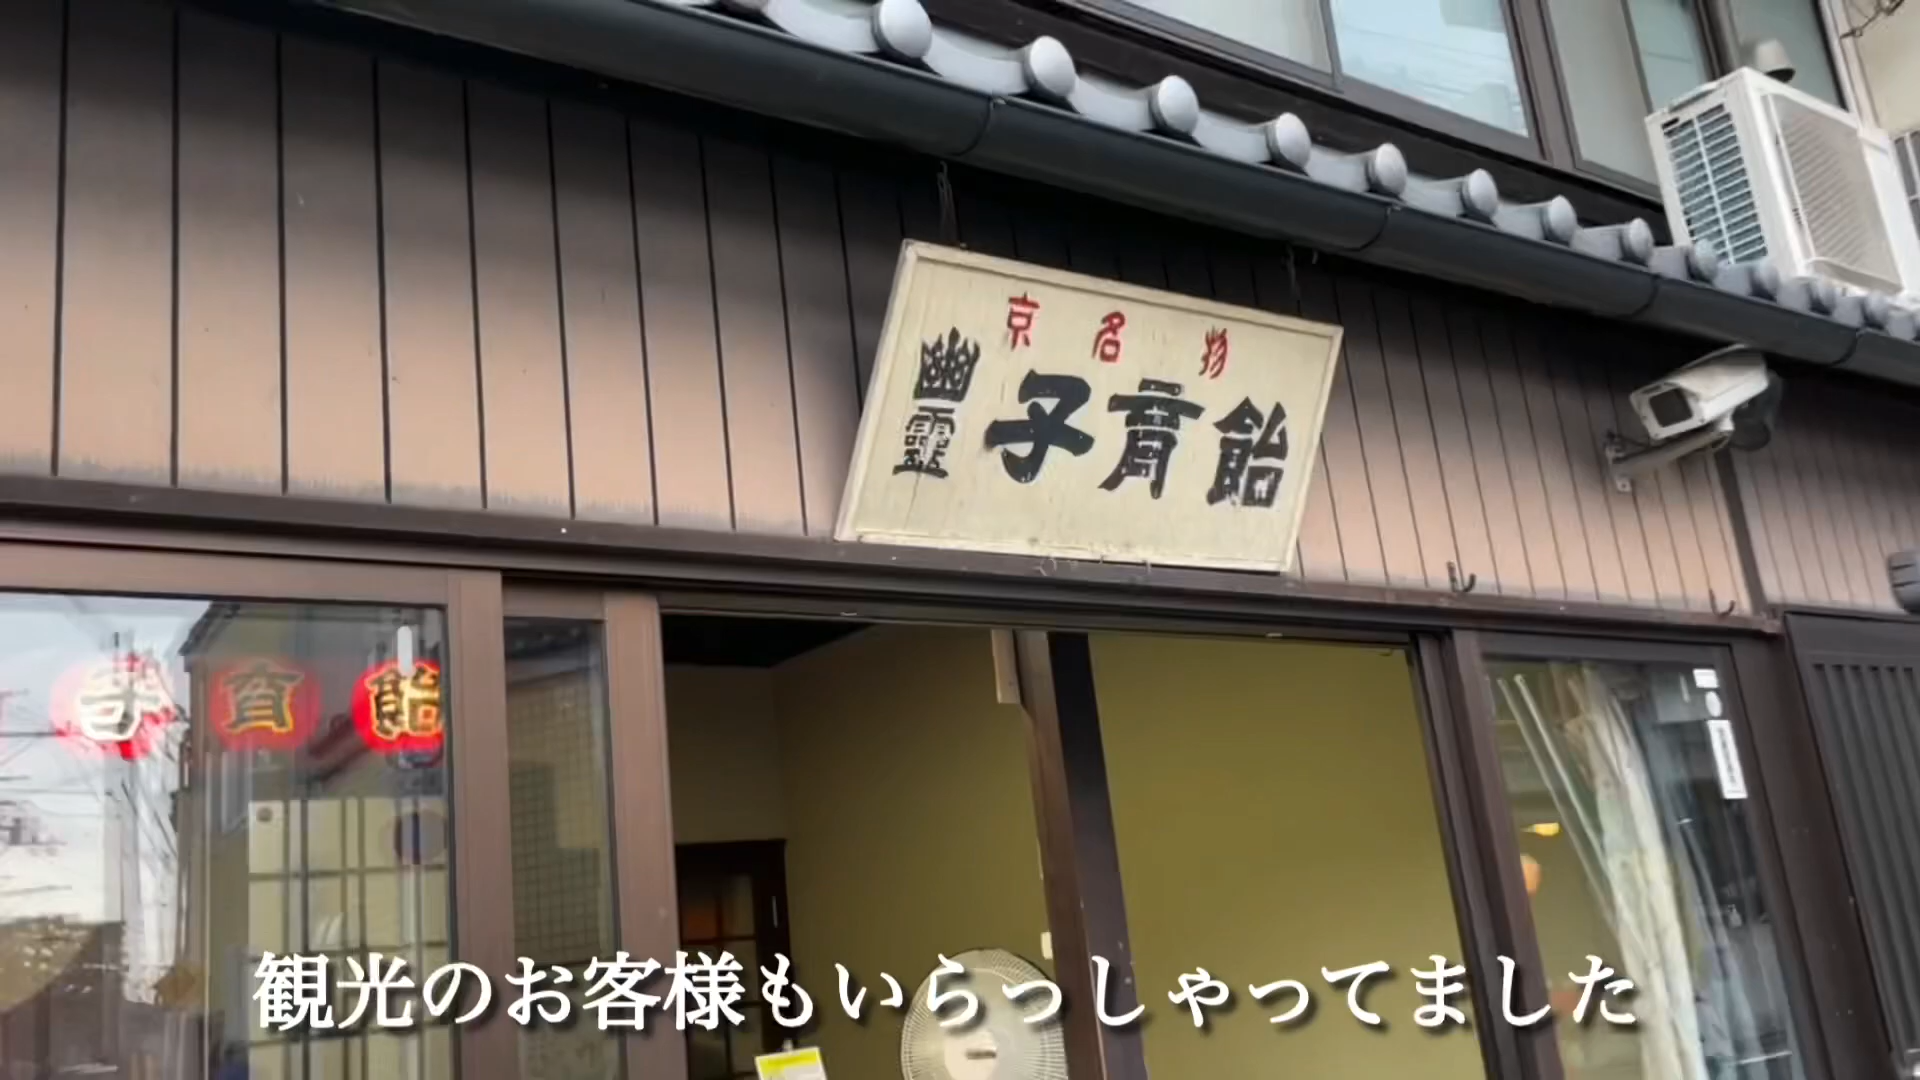 京名物
幽霊
子育飴
子育飴
観光のお客様もいらっしゃってました